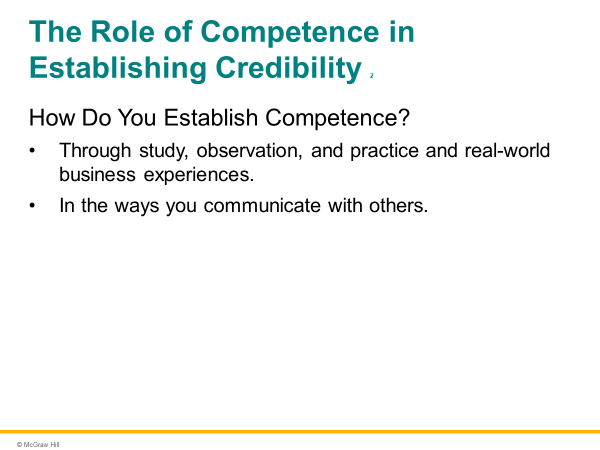 The Role of Competence in
Establishing Credibility 2
How Do You Establish Competence?
• Through study, observation, and practice and real-world
business experiences.
• In the ways you communicate with others.
© McGraw Hill